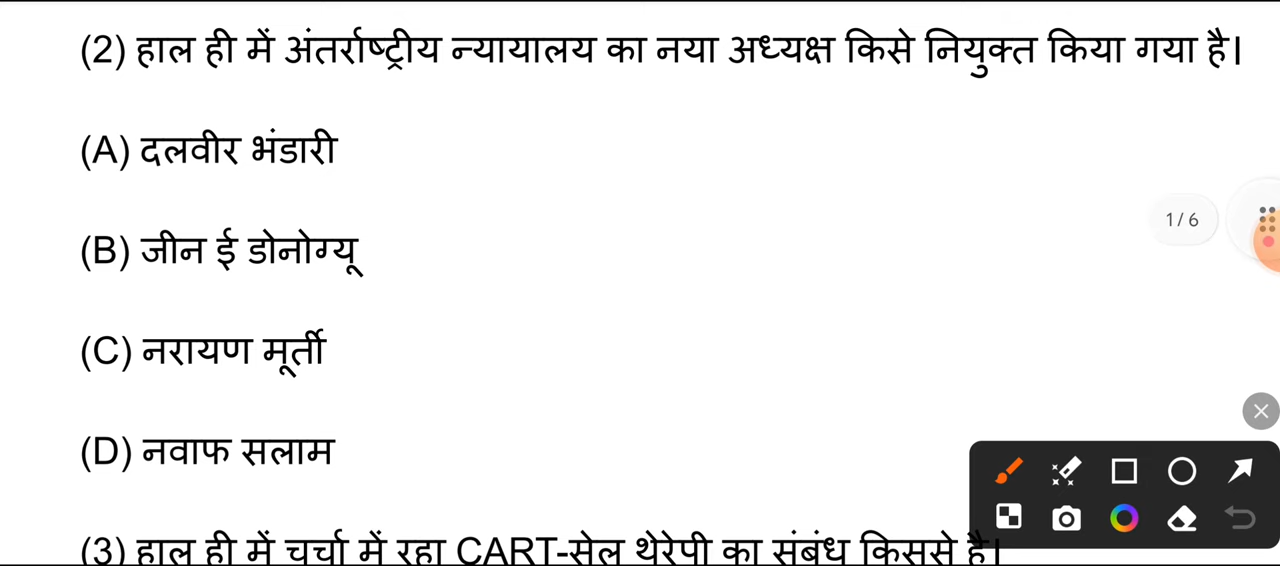 (2) हाल ही में अंतर्राष्ट्रीय न्यायालय का नया अध्यक्ष किसे नियुक्त किया गया है।
(A) दलवीर भंडारी
(B) जीन ई डोनोग्यू
1 / 6
(C) नरायण मूर्ती
(D) नवाफ सलाम
(3) हाल ही में चर्चा में रहा CART-सेल थेरेपी का संबंध किससे है।